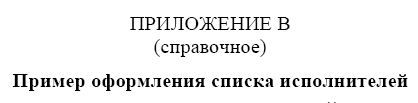 ПРИЛОЖЕНИЕ В
(справочное)
Пример оформления списка исполнителей